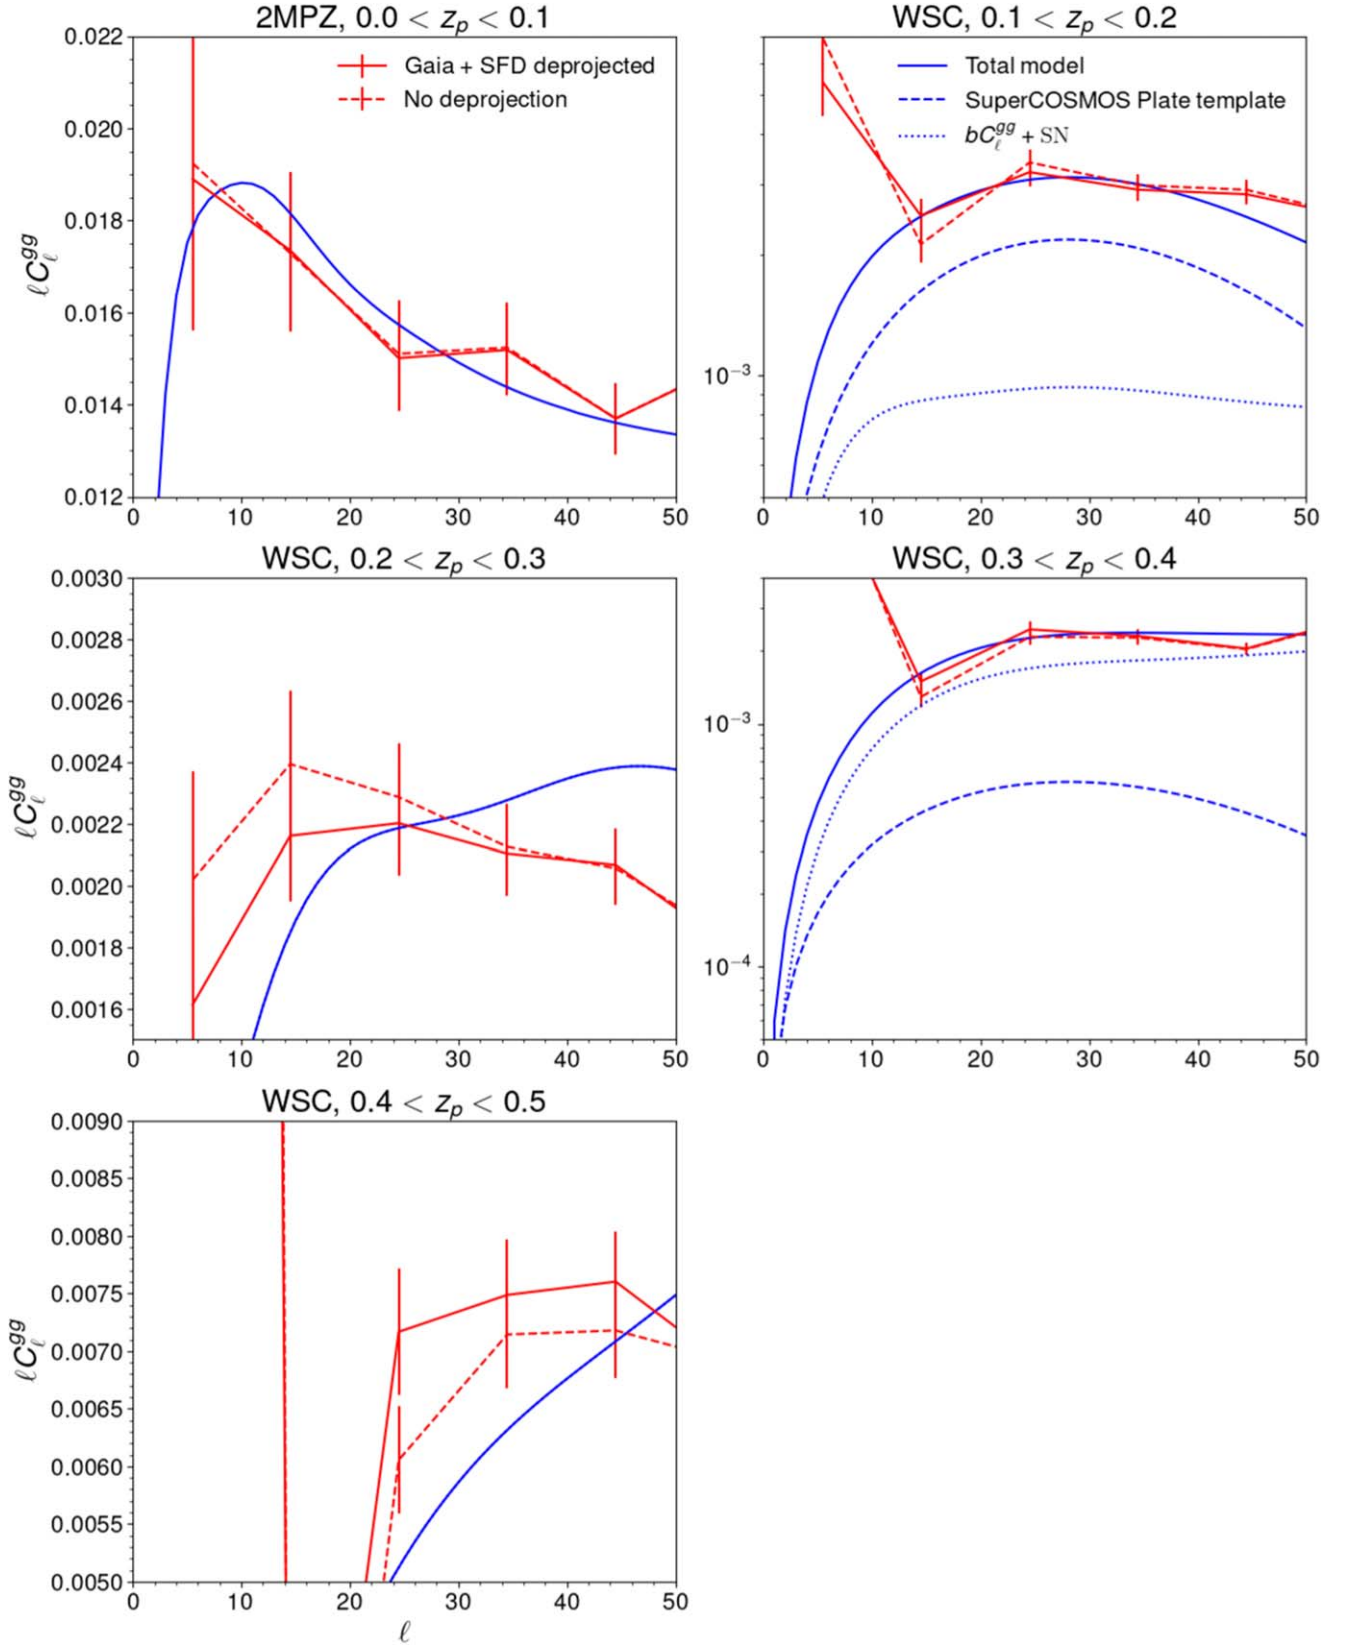 2MPZ, 0.0 < z_p < 0.1
0.022
0.020
0.018
0.016
0.014
0.012
ℓC_ℓ^{gg}
Gaia + SFD deprojected
No deprojection
0 10 20 30 40 50
WSC, 0.1 < z_p < 0.2
Total model
SuperCOSMOS Plate template
bC_ℓ^{gg} + SN
10^{−3}
0 10 20 30 40 50
WSC, 0.2 < z_p < 0.3
0.0030
0.0028
0.0026
0.0024
0.0022
0.0020
0.0018
0.0016
ℓC_ℓ^{gg}
0 10 20 30 40 50
WSC, 0.3 < z_p < 0.4
10^{−3}
10^{−4}
0 10 20 30 40 50
WSC, 0.4 < z_p < 0.5
0.0090
0.0085
0.0080
0.0075
0.0070
0.0065
0.0060
0.0055
0.0050
ℓC_ℓ^{gg}
0 10 20 30 40 50
ℓ